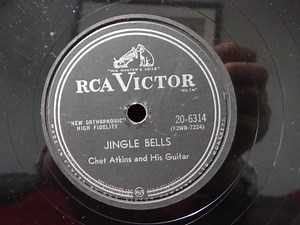 "HIS MASTER'S VOICE"
RCA VICTOR
"NEW ORTHOPHONIC" 20-6314
HIGH FIDELITY (F2WB-7224)
JINGLE BELLS
Chet Atkins and His Guitar
RCA